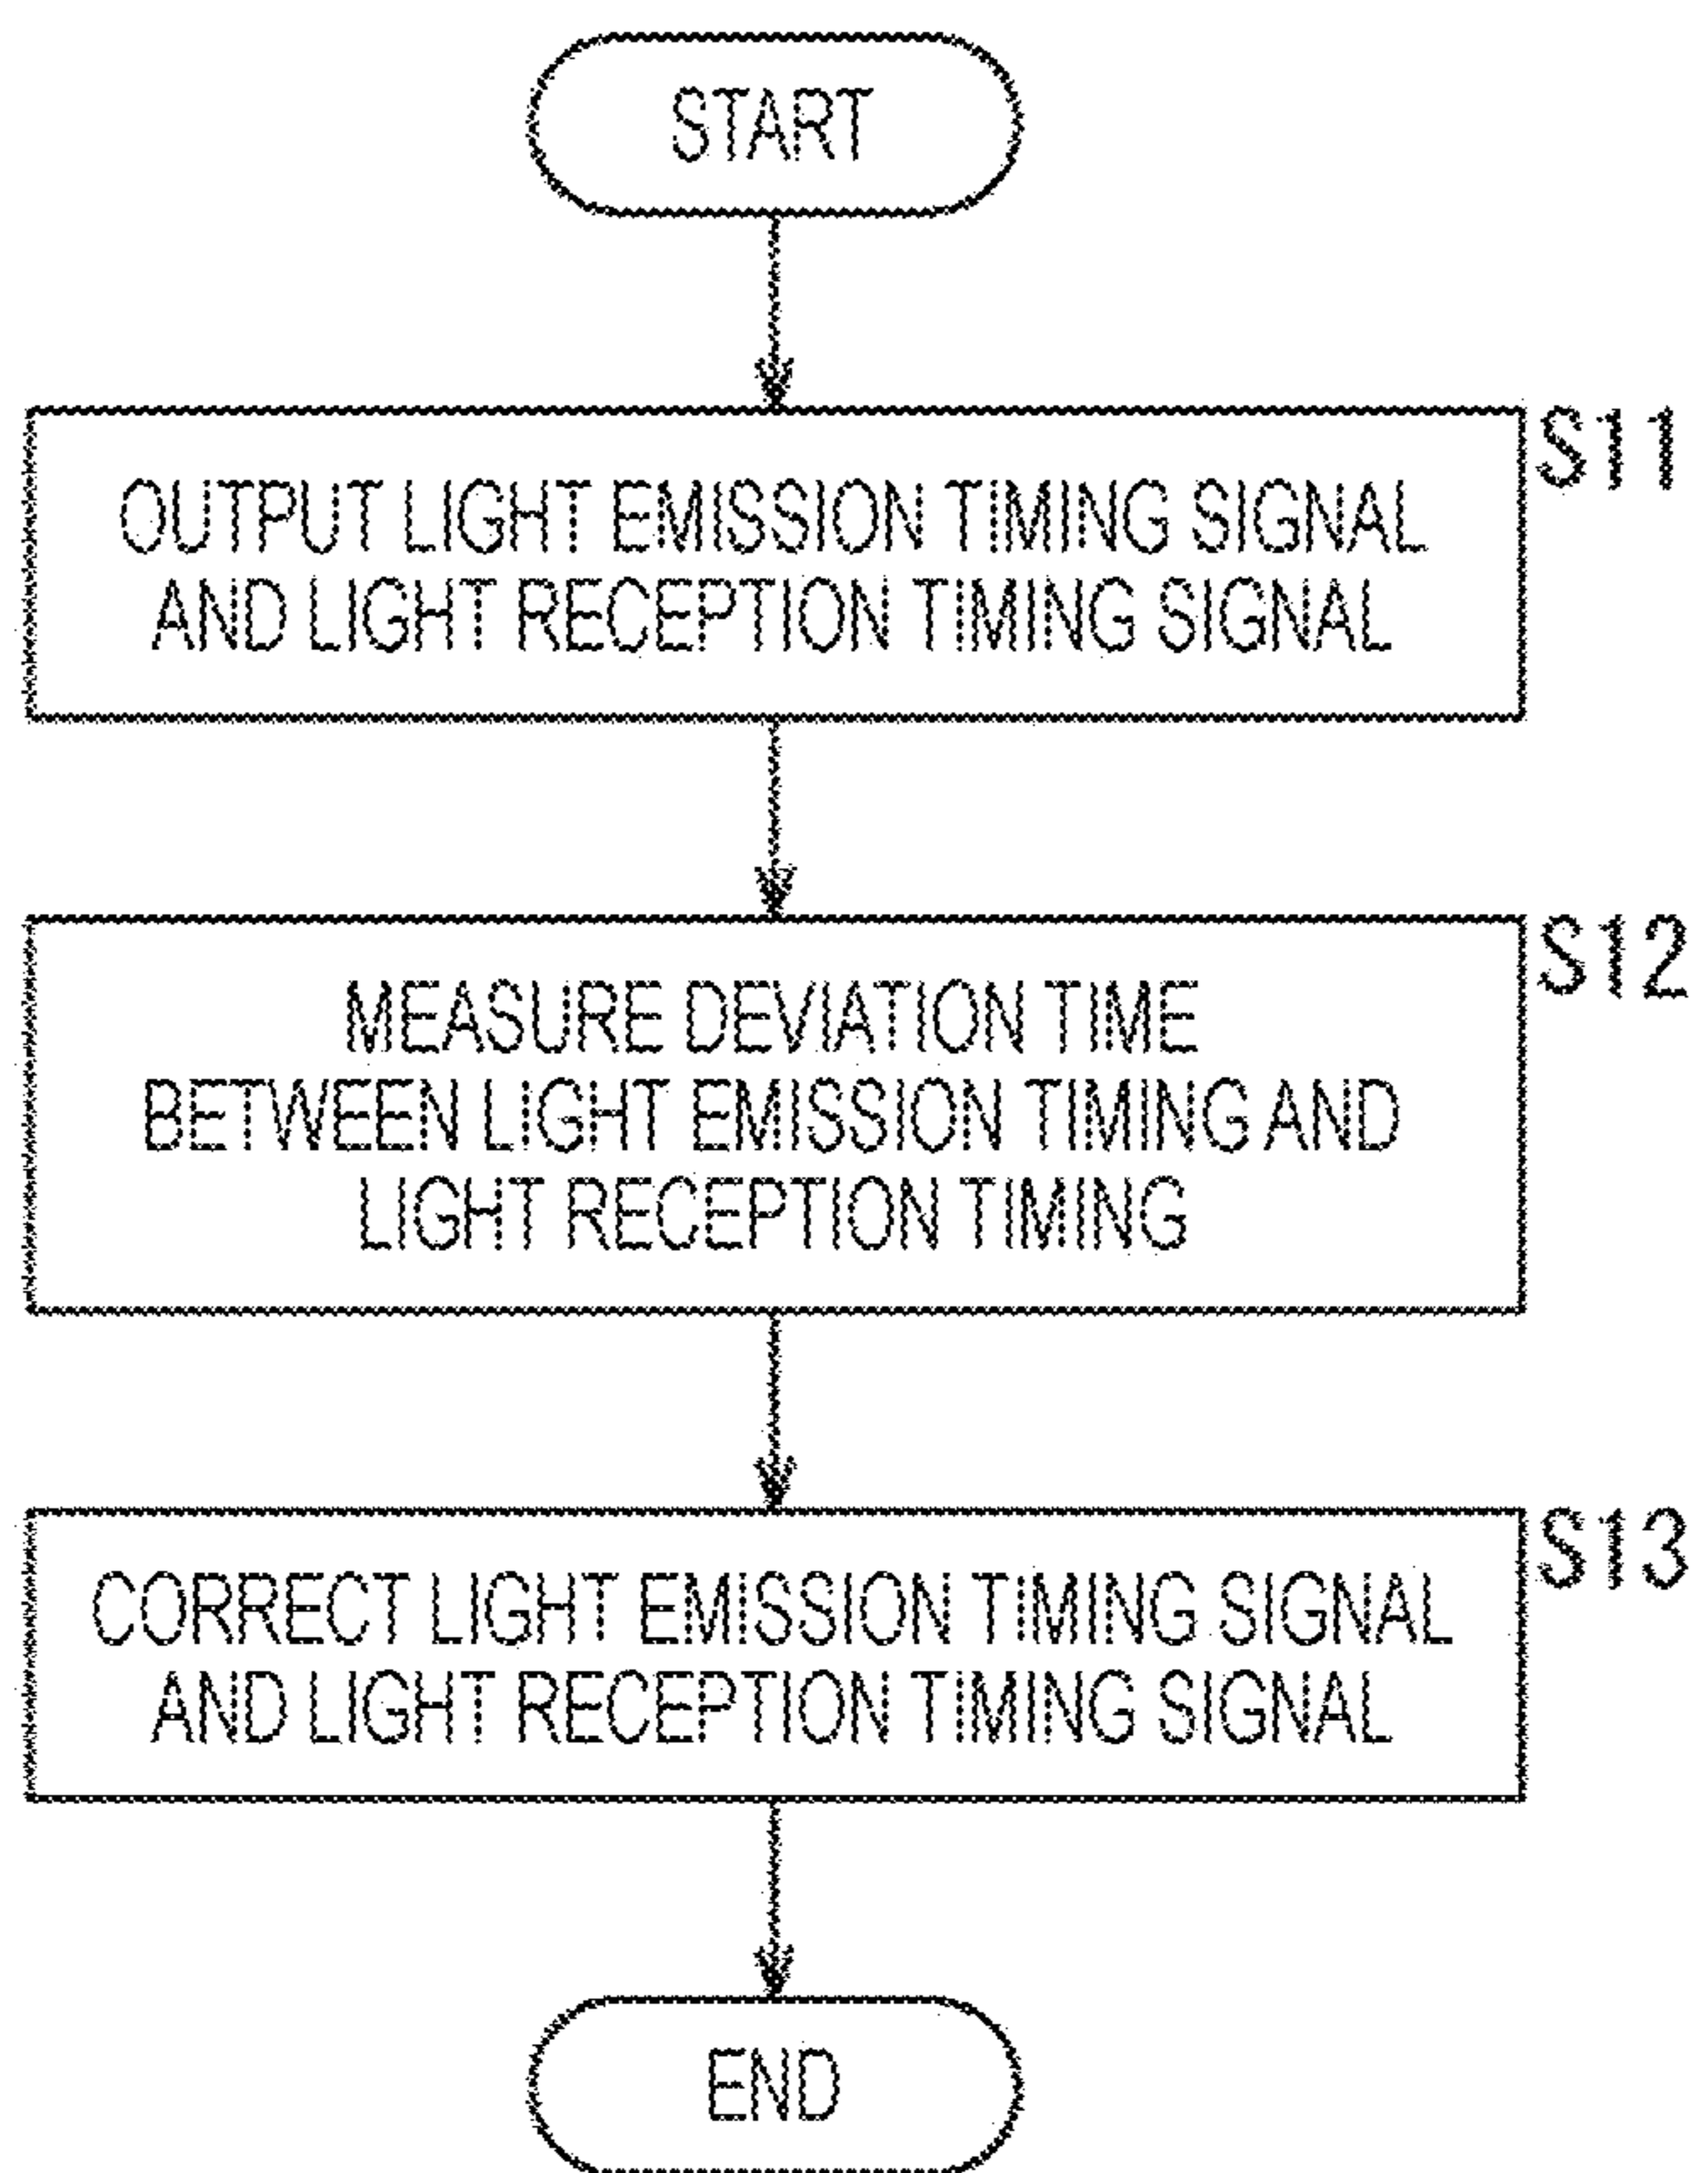 START
S11
OUTPUT LIGHT EMISSION TIMING SIGNAL
AND LIGHT RECEPTION TIMING SIGNAL
S12
MEASURE DEVIATION TIME
BETWEEN LIGHT EMISSION TIMING AND
LIGHT RECEPTION TIMING
S13
CORRECT LIGHT EMISSION TIMING SIGNAL
AND LIGHT RECEPTION TIMING SIGNAL
END